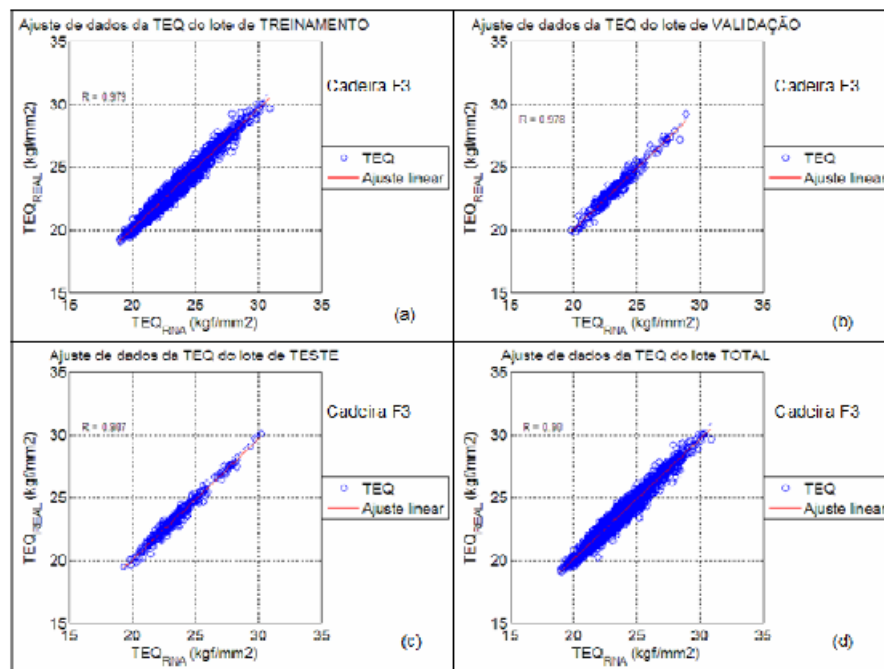 Ajuste de dados da TEQ do lote de TREINAMENTO
35
30
25
20
15
15 20 25 30 35
TEQREAL (kgf/mm2)
TEQRNA (kgf/mm2)
R = 0.979
Cadeira F3
TEQ
Ajuste linear
(a)
Ajuste de dados da TEQ do lote de VALIDAÇÃO
35
30
25
20
15
15 20 25 30 35
TEQREAL (kgf/mm2)
TEQRNA (kgf/mm2)
R = 0.978
Cadeira F3
TEQ
Ajuste linear
(b)
Ajuste de dados da TEQ do lote de TESTE
35
30
25
20
15
15 20 25 30 35
TEQREAL (kgf/mm2)
TEQRNA (kgf/mm2)
R =
Cadeira F3
TEQ
Ajuste linear
(c)
Ajuste de dados da TEQ do lote TOTAL
35
30
25
20
15
15 20 25 30 35
TEQREAL (kgf/mm2)
TEQRNA (kgf/mm2)
R =
Cadeira F3
TEQ
Ajuste linear
(d)